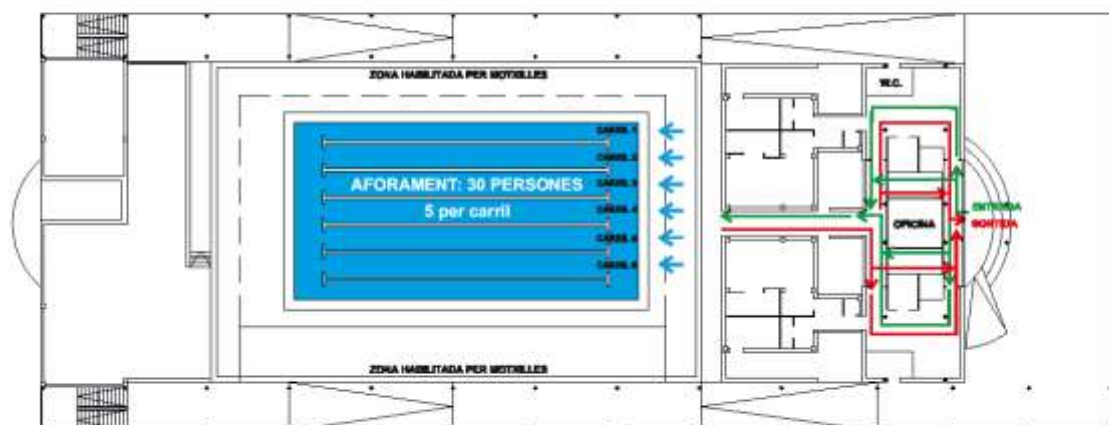 ZONA HABILITADA PER MOTXILLES
W.C.
CARRIL 1
CARRIL 2
CARRIL 3
AFORAMENT: 30 PERSONES
CARRIL 4
5 per carril
CARRIL 5
CARRIL 6
ENTRADA
OFICINA
SORTIDA
ZONA HABILITADA PER MOTXILLES